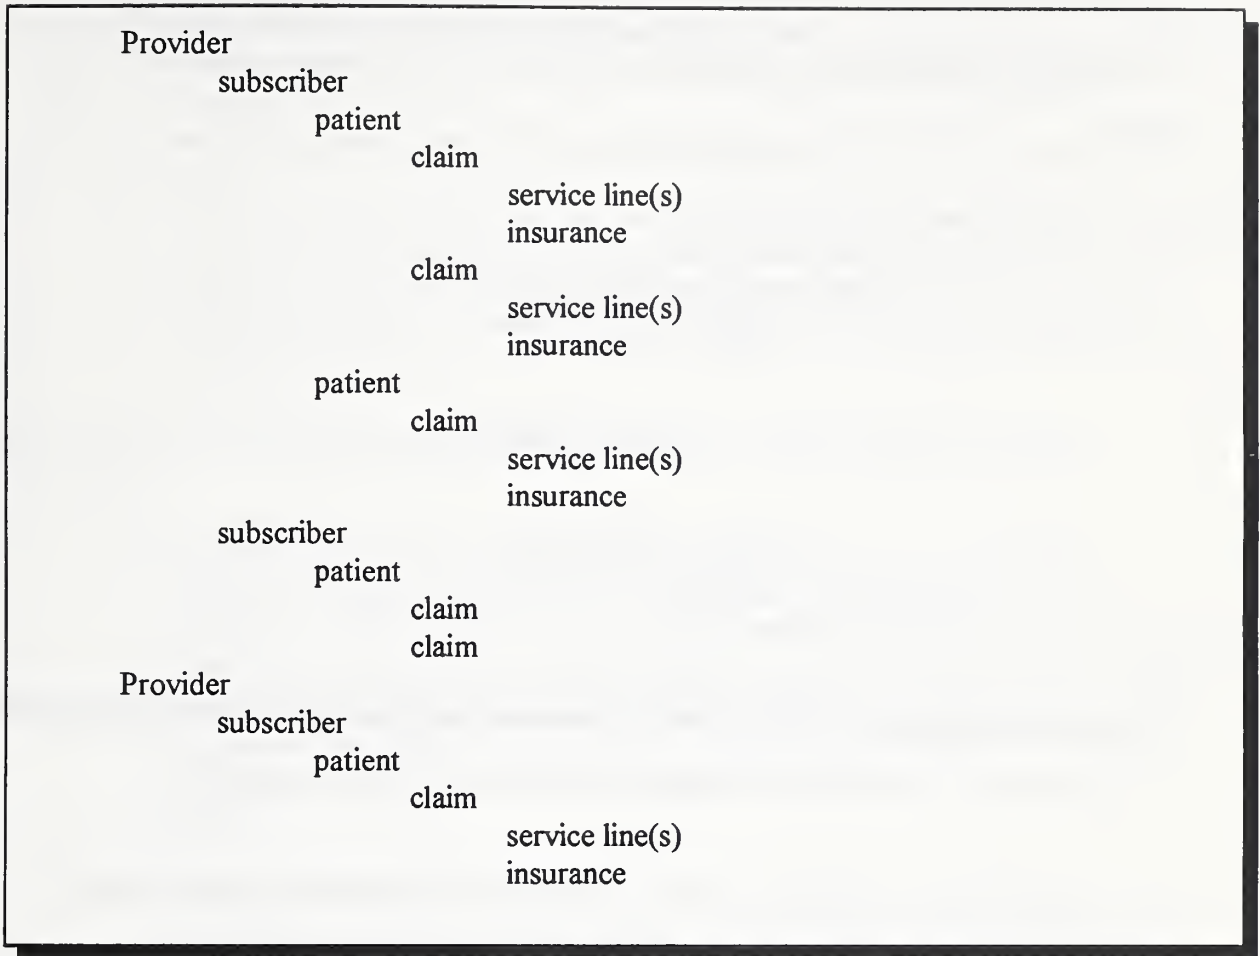 Provider
subscriber
patient
claim
service line(s)
insurance
claim
service line(s)
insurance
patient
claim
service line(s)
insurance
subscriber
patient
claim
claim
Provider
subscriber
patient
claim
service line(s)
insurance